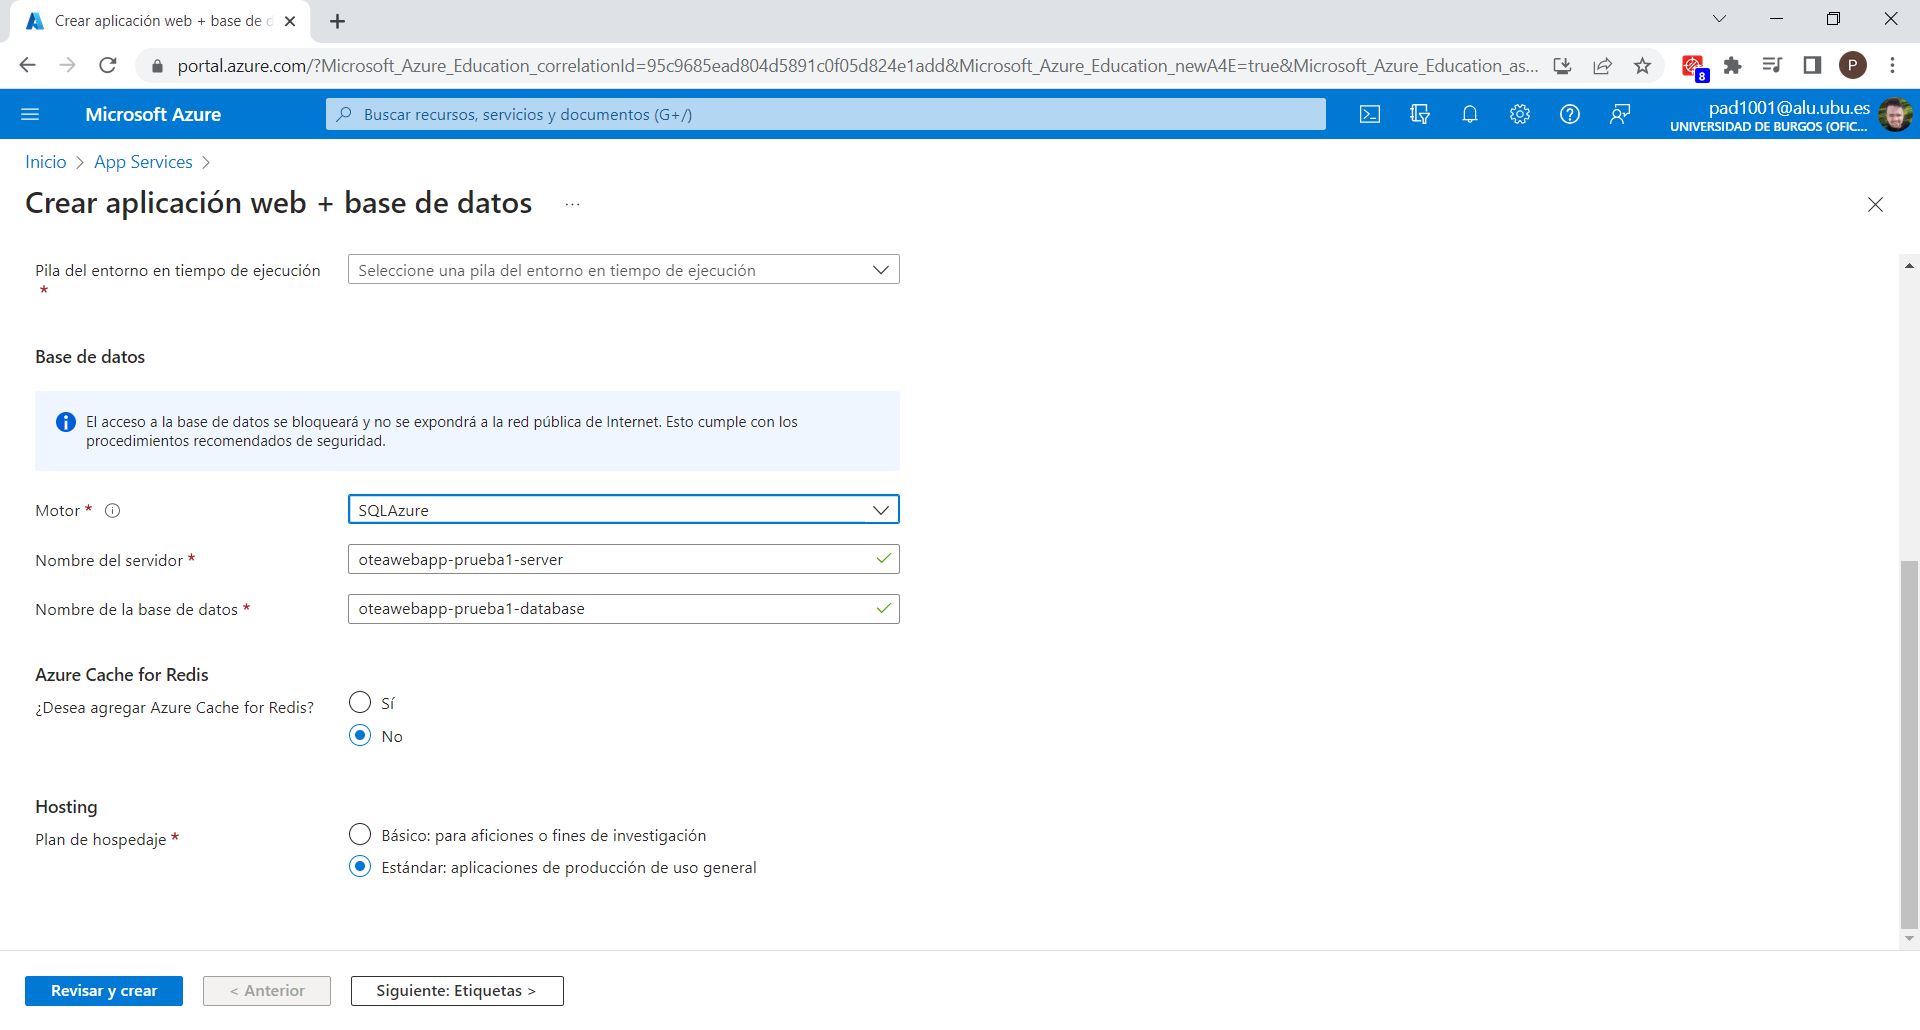 Crear aplicación web + base de d
portal.azure.com/?Microsoft_Azure_Education_correlationId=95c9685ead804d5891c0f05d824e1add&Microsoft_Azure_Education_newA4E=true&Microsoft_Azure_Education_as...
8
P
Microsoft Azure
Buscar recursos, servicios y documentos (G+/)
pad1001@alu.ubu.es
UNIVERSIDAD DE BURGOS (OFIC...
Inicio > App Services >
Crear aplicación web + base de datos ...
Pila del entorno en tiempo de ejecución *
Seleccione una pila del entorno en tiempo de ejecución
Base de datos
El acceso a la base de datos se bloqueará y no se expondrá a la red pública de Internet. Esto cumple con los
procedimientos recomendados de seguridad.
Motor * SQLAzure
Nombre del servidor * oteawebapp-prueba1-server
Nombre de la base de datos * oteawebapp-prueba1-database
Azure Cache for Redis
¿Desea agregar Azure Cache for Redis? Sí
No
Hosting
Plan de hospedaje * Básico: para aficiones o fines de investigación
Estándar: aplicaciones de producción de uso general
Revisar y crear < Anterior Siguiente: Etiquetas >